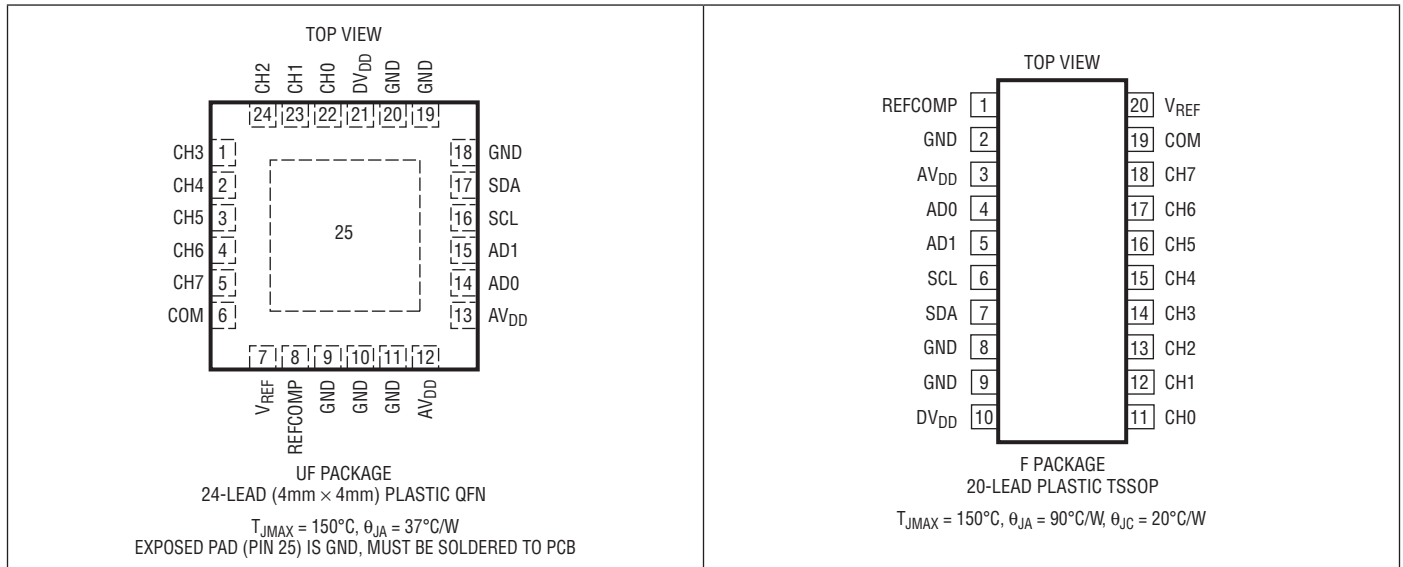 TOP VIEW
CH2
CH1
CH0
DVDD
GND
GND
24 23 22 21 20 19
CH3 1
CH4 2
CH5 3
CH6 4
CH7 5
COM 6
25
18 GND
17 SDA
16 SCL
15 AD1
14 AD0
13 AVDD
7 8 9 10 11 12
VREF
REFCOMP
GND
GND
GND
AVDD
UF PACKAGE
24-LEAD (4mm × 4mm) PLASTIC QFN
TJMAX = 150°C, θJA = 37°C/W
EXPOSED PAD (PIN 25) IS GND, MUST BE SOLDERED TO PCB
TOP VIEW
REFCOMP 1
GND 2
AVDD 3
AD0 4
AD1 5
SCL 6
SDA 7
GND 8
GND 9
DVDD 10
20 VREF
19 COM
18 CH7
17 CH6
16 CH5
15 CH4
14 CH3
13 CH2
12 CH1
11 CH0
F PACKAGE
20-LEAD PLASTIC TSSOP
TJMAX = 150°C, θJA = 90°C/W, θJC = 20°C/W